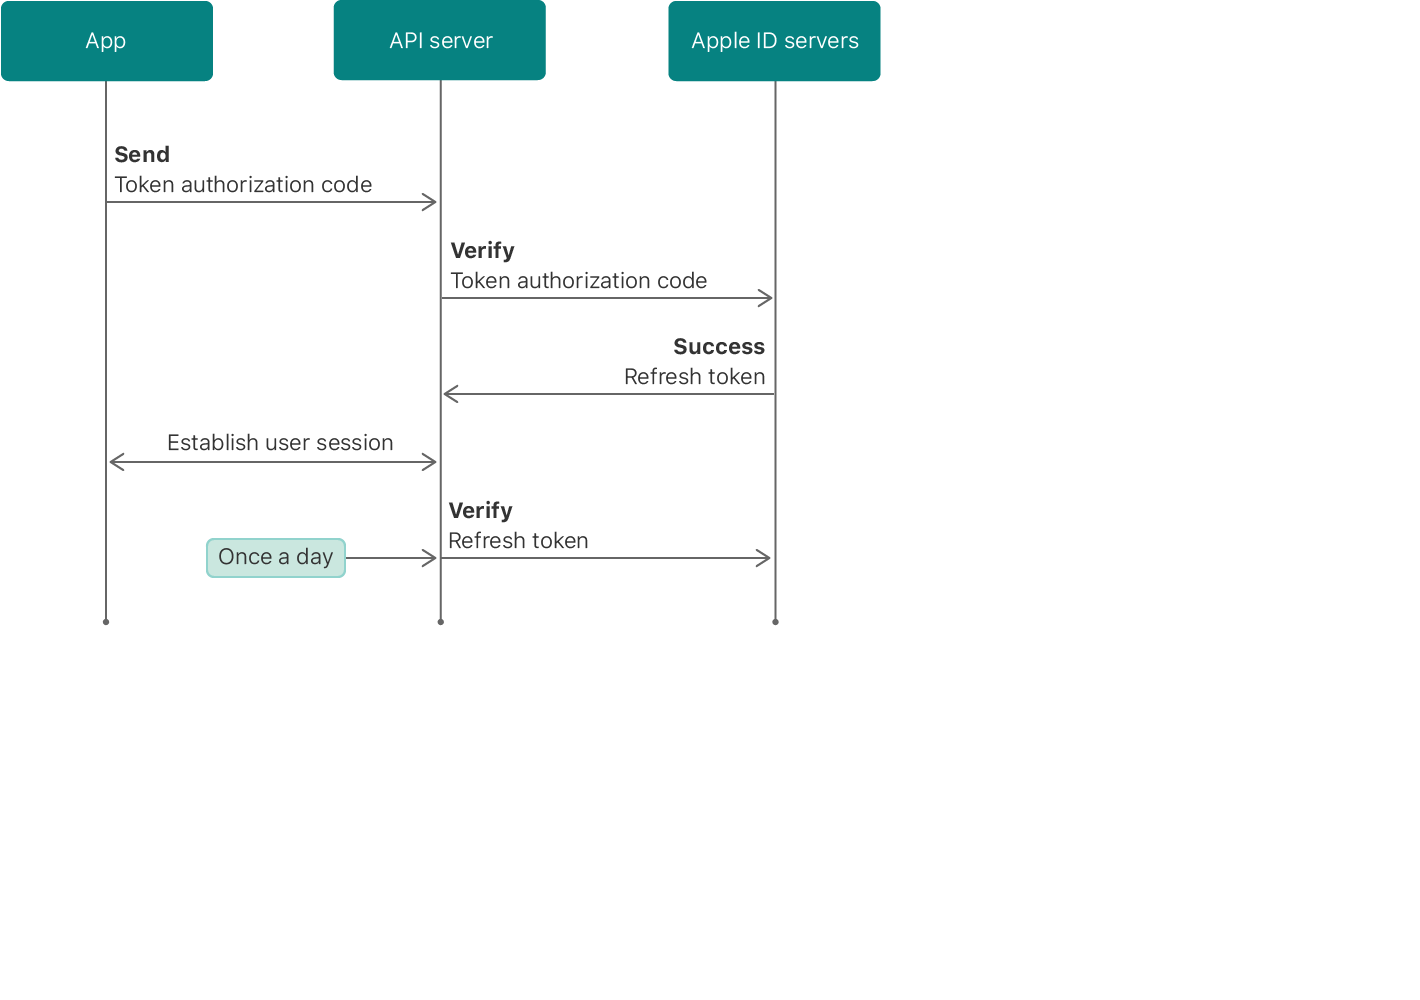 App
API server
Apple ID servers
Send
Token authorization code
Verify
Token authorization code
Success
Refresh token
Establish user session
Verify
Refresh token
Once a day